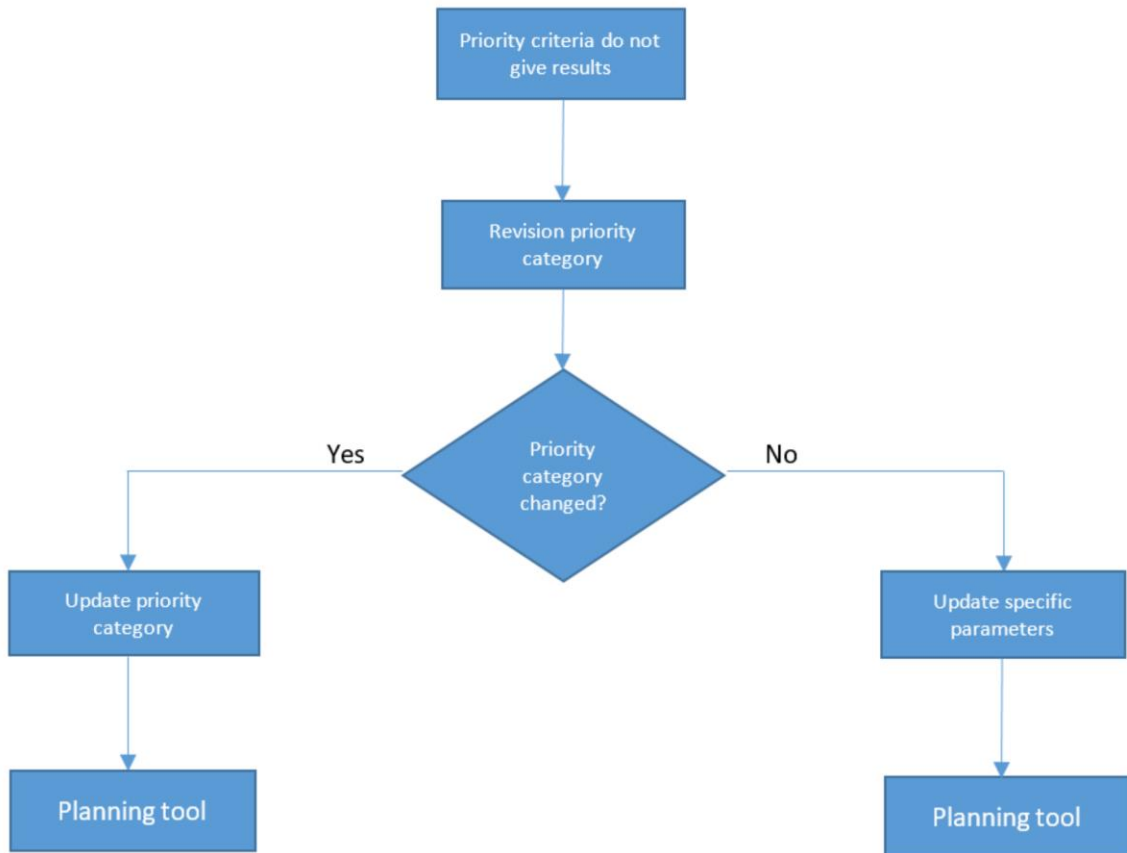 Priority criteria do not
give results
Revision priority
category
Yes
Priority
category
changed?
No
Update priority
category
Update specific
parameters
Planning tool
Planning tool